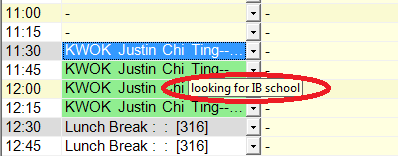 11:00 - -
11:15 - -
11:30 KWOK Justin Chi Ting--... -
11:45 KWOK Justin Chi Ting--... -
12:00 KWOK Justin Chi looking for IB school -
12:15 KWOK Justin Chi Ting--... -
12:30 Lunch Break : : [316] -
12:45 Lunch Break : : [316] -